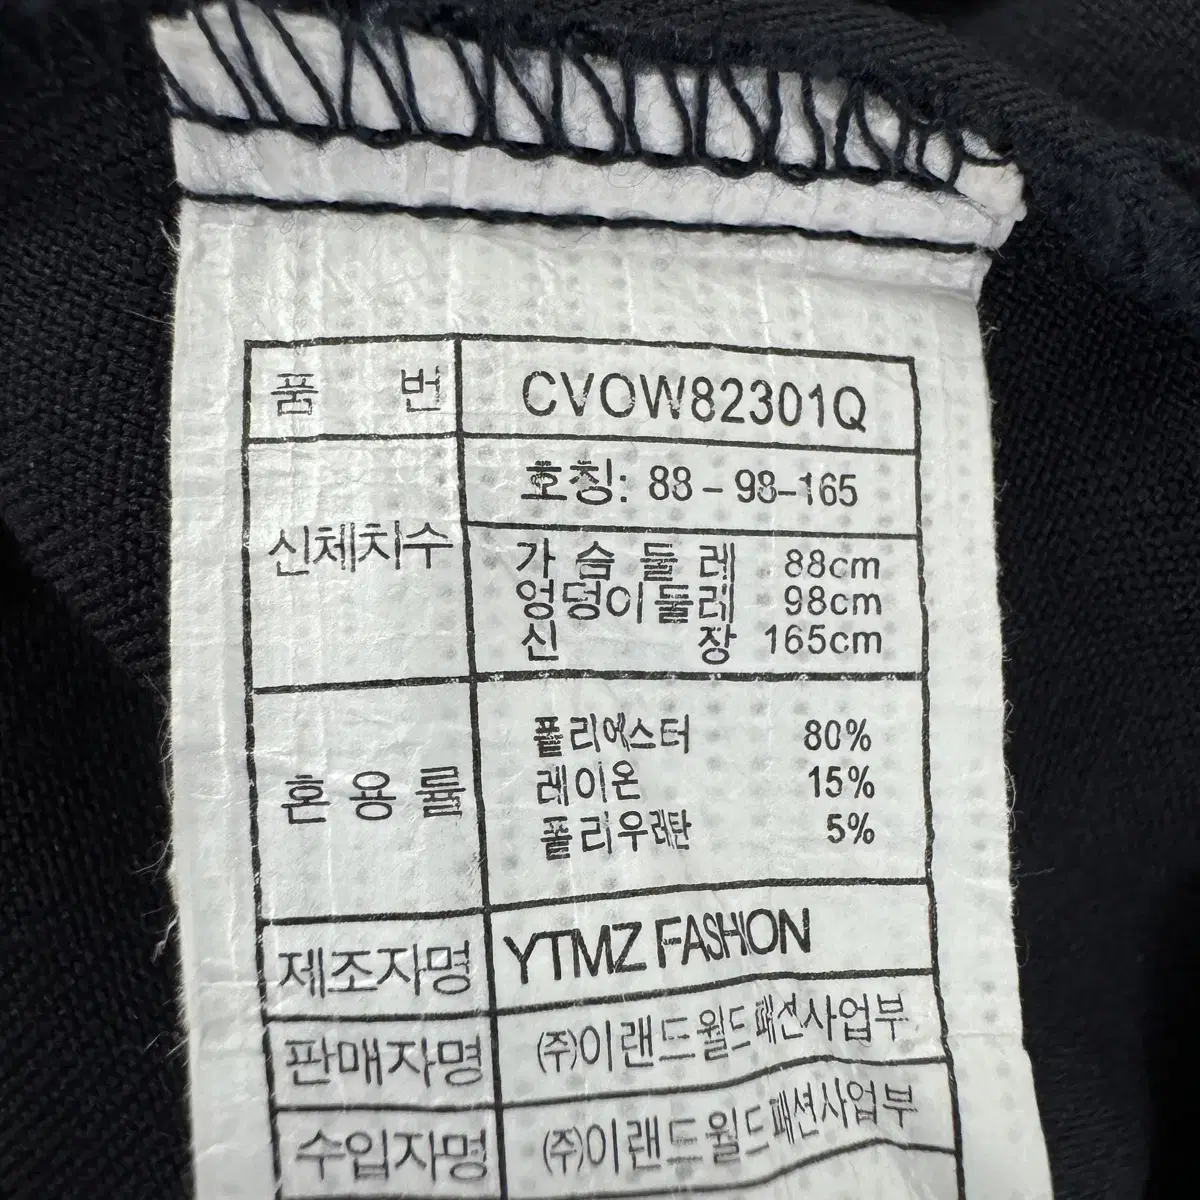 품 번 CVOW82301Q
신체치수 호칭: 88-98-165
가슴둘레 88cm
엉덩이둘레 98cm
신 장 165cm
혼용률 폴리에스터 80%
레이온 15%
폴리우레탄 5%
제조자명 YTMZ FASHION
판매자명 (주)이랜드월드패션사업부
수입자명 (주)이랜드월드패션사업부